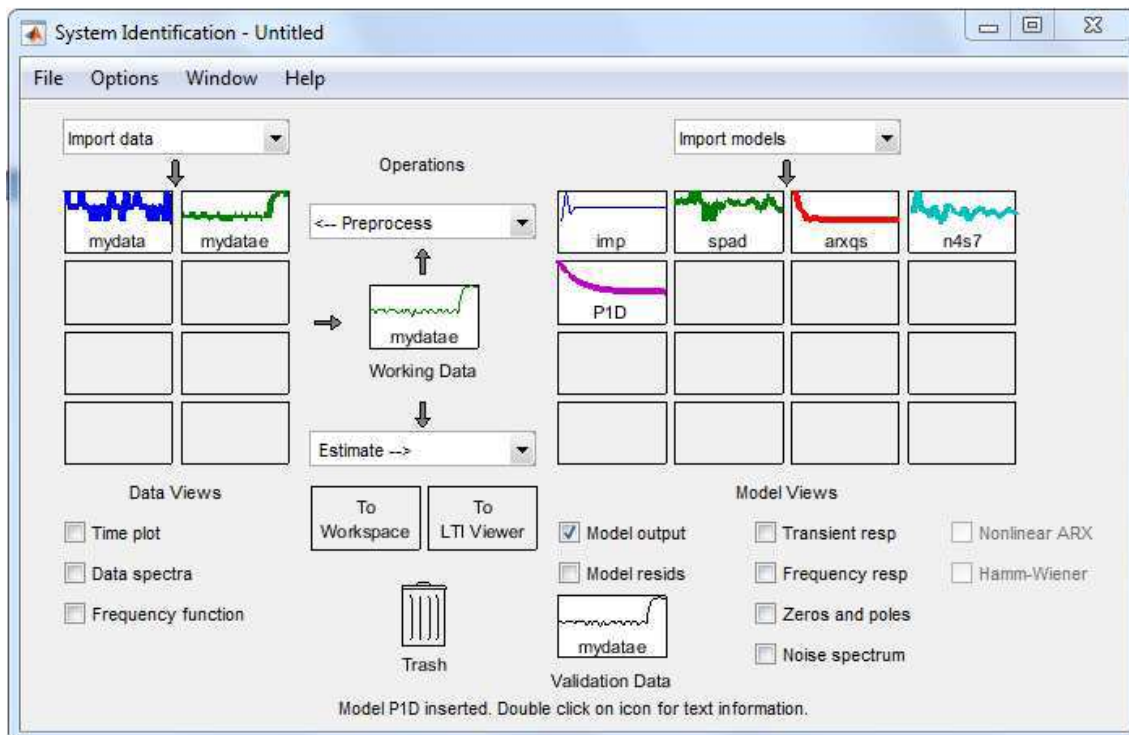 System Identification - Untitled
File Options Window Help
Import data
Import models
Operations
mydata mydatae
<-- Preprocess
imp spad arxqs n4s7
mydatae
P1D
Working Data
Estimate -->
Data Views
To Workspace
To LTI Viewer
Model Views
Time plot
Data spectra
Frequency function
Model output
Model resids
Transient resp
Frequency resp
Zeros and poles
Noise spectrum
Nonlinear ARX
Hamm-Wiener
Trash
mydatae
Validation Data
Model P1D inserted. Double click on icon for text information.